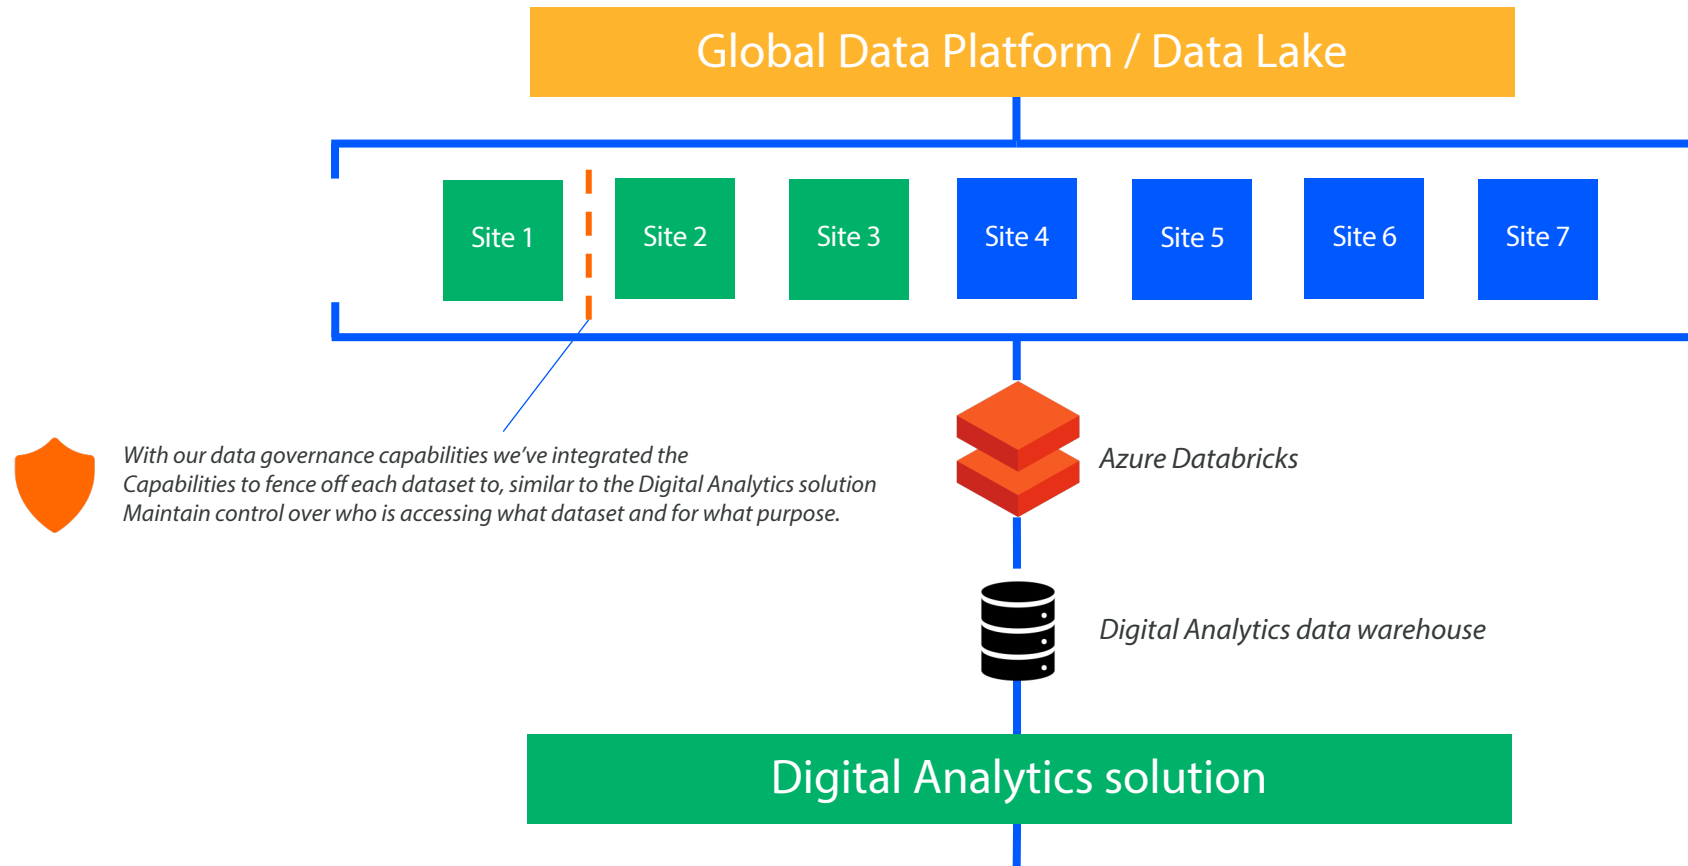 Global Data Platform / Data Lake
Site 1
Site 2
Site 3
Site 4
Site 5
Site 6
Site 7
With our data governance capabilities we’ve integrated the
Capabilities to fence off each dataset to, similar to the Digital Analytics solution
Maintain control over who is accessing what dataset and for what purpose.
Azure Databricks
Digital Analytics data warehouse
Digital Analytics solution